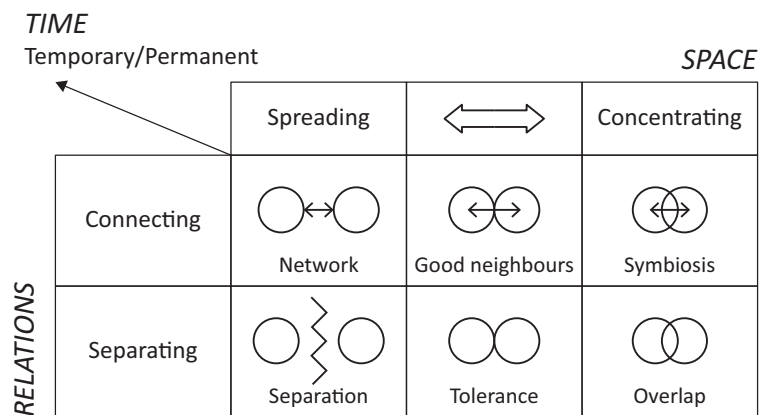 TIME
Temporary/Permanent
SPACE
Spreading
Concentrating
Connecting
Network
Good neighbours
Symbiosis
RELATIONS
Separating
Separation
Tolerance
Overlap